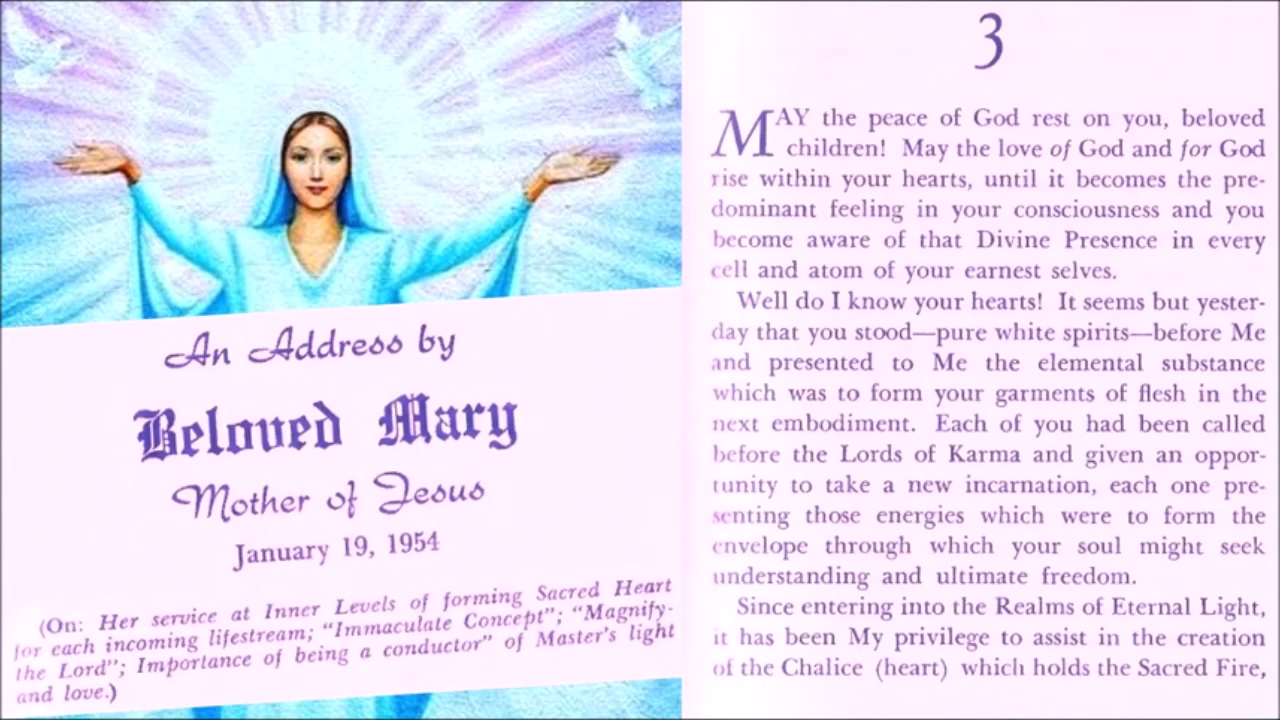 An Address by
Beloved Mary
Mother of Jesus
January 19, 1954
(On: Her service at Inner Levels of forming Sacred Heart
for each incoming lifestream; "Immaculate Concept"; "Magnify-
the Lord"; Importance of being a conductor" of Master's light
and love.)
3
MAY the peace of God rest on you, beloved
children! May the love of God and for God
rise within your hearts, until it becomes the pre-
dominant feeling in your consciousness and you
become aware of that Divine Presence in every
cell and atom of your earnest selves.
Well do I know your hearts! It seems but yester-
day that you stood—pure white spirits—before Me
and presented to Me the elemental substance
which was to form your garments of flesh in the
next embodiment. Each of you had been called
before the Lords of Karma and given an oppor-
tunity to take a new incarnation, each one pre-
senting those energies which were to form the
envelope through which your soul might seek
understanding and ultimate freedom.
Since entering into the Realms of Eternal Light,
it has been My privilege to assist in the creation
of the Chalice (heart) which holds the Sacred Fire,